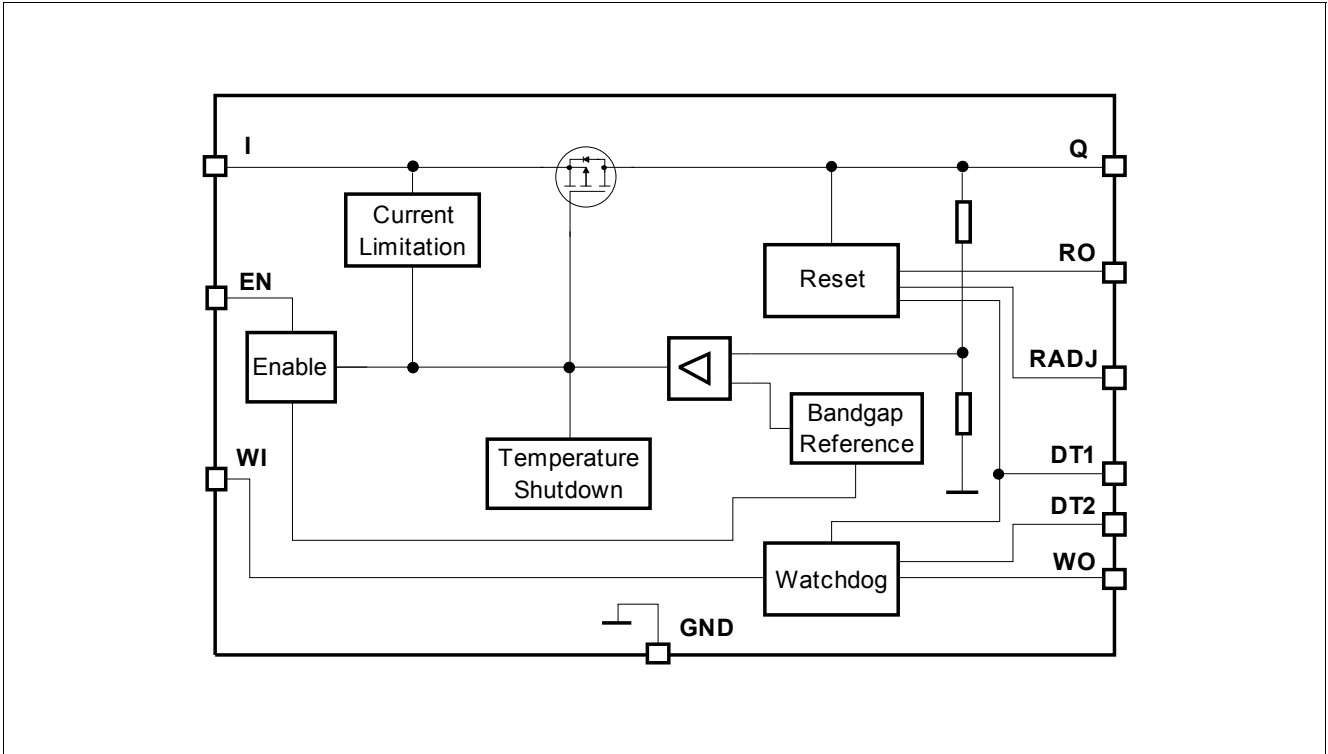 I
Q
Current
Limitation
RO
Reset
EN
Enable
RADJ
Bandgap
Reference
WI
Temperature
Shutdown
DT1
DT2
WO
Watchdog
GND